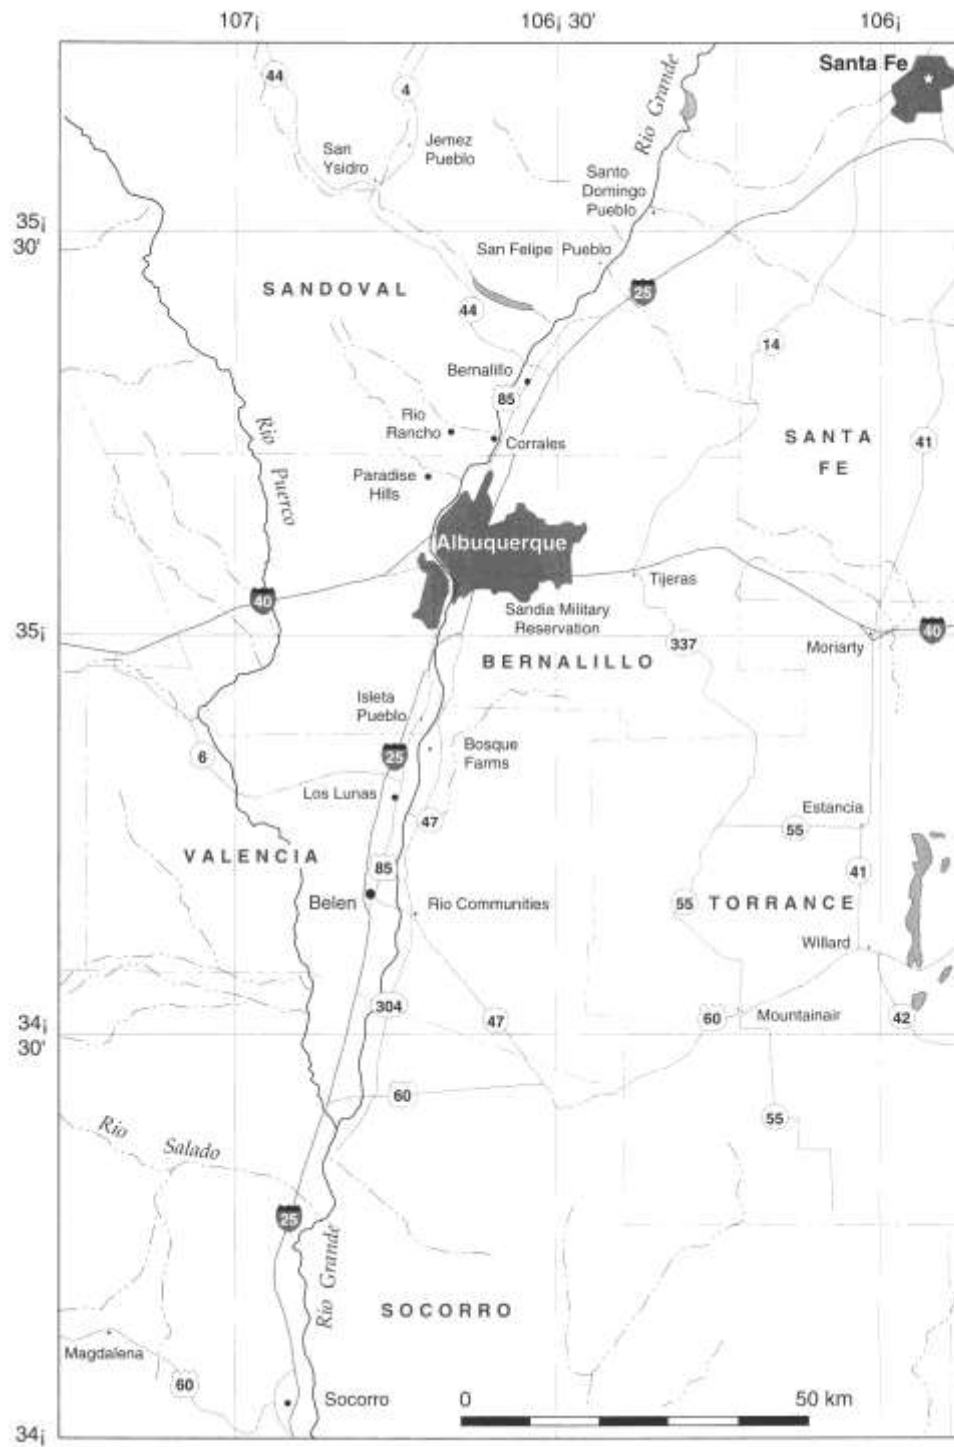 107¡
106¡ 30'
106¡
Santa Fe
44
4
Rio Grande
San
Ysidro
Jemez
Pueblo
Santo
Domingo
Pueblo
35¡
30'
San Felipe Pueblo
SANDOVAL
25
44
14
Bernalillo
85
Rio
Rancho
Corrales
SANTA
FE
41
Rio Puerco
Paradise
Hills
Albuquerque
40
Tijeras
Sandia Military
Reservation
35¡
337
Moriarty
40
BERNALILLO
Isleta
Pueblo
6
25
Bosque
Farms
Los Lunas
47
Estancia
55
VALENCIA
85
41
Belen
Rio Communities
55
TORRANCE
Willard
304
47
60
Mountainair
42
34¡
30'
60
55
Rio Salado
25
Rio Grande
SOCORRO
Magdalena
60
Socorro
0
50 km
34¡